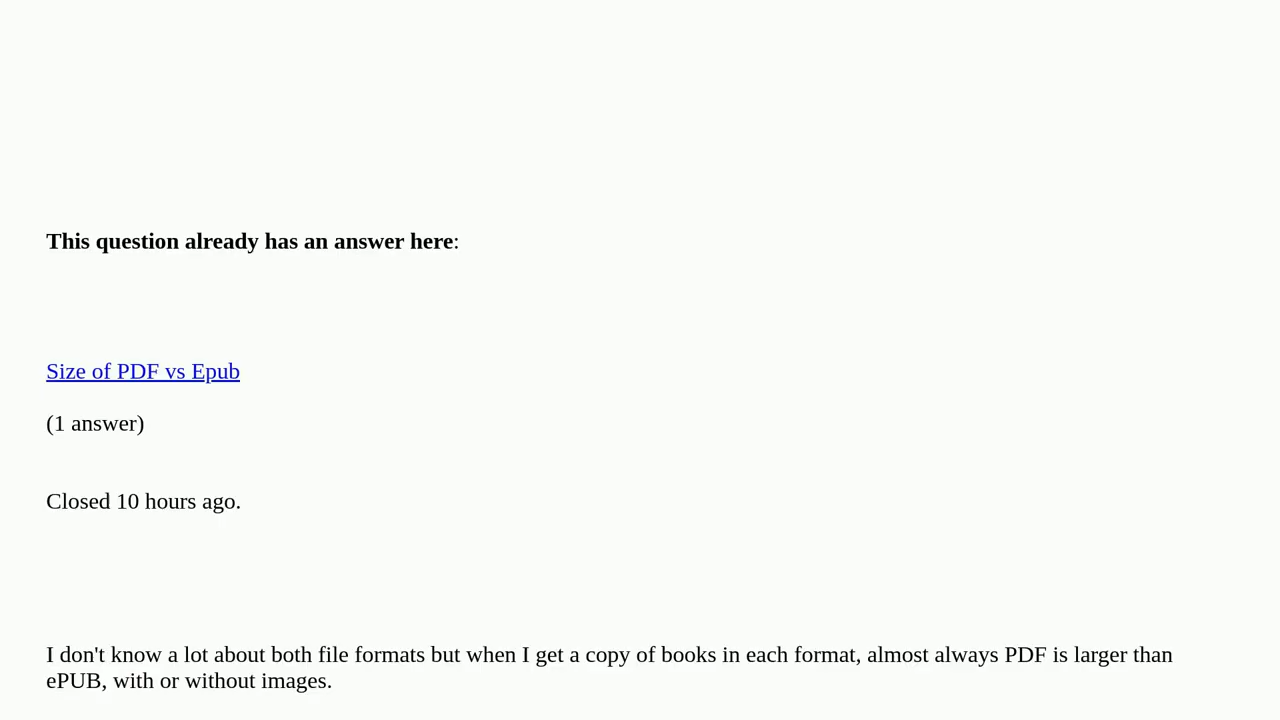 This question already has an answer here:
Size of PDF vs Epub
(1 answer)
Closed 10 hours ago.
I don't know a lot about both file formats but when I get a copy of books in each format, almost always PDF is larger than
ePUB, with or without images.